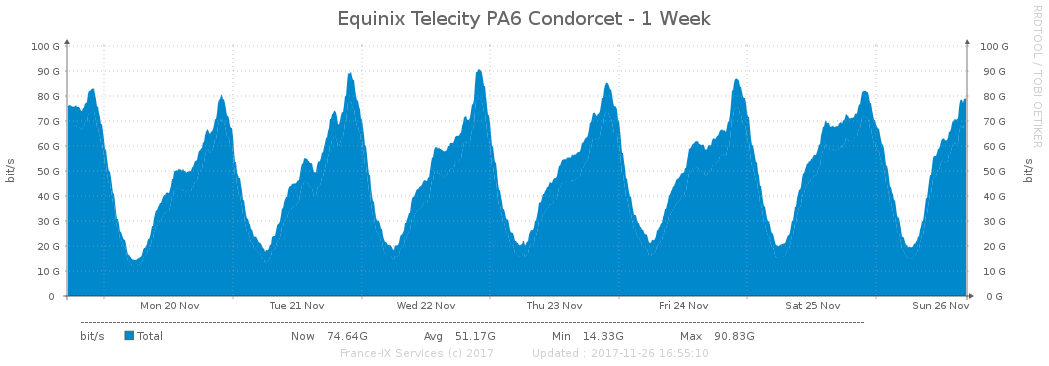 Equinix Telecity PA6 Condorcet - 1 Week
RRDTOOL / TOBI OETIKER
bit/s
100 G
90 G
80 G
70 G
60 G
50 G
40 G
30 G
20 G
10 G
0
100 G
90 G
80 G
70 G
60 G
50 G
40 G
30 G
20 G
10 G
0 G
bit/s
Mon 20 Nov Tue 21 Nov Wed 22 Nov Thu 23 Nov Fri 24 Nov Sat 25 Nov Sun 26 Nov
bit/s Total Now 74.64G Avg 51.17G Min 14.33G Max 90.83G
France-IX Services (c) 2017 Updated : 2017-11-26 16:55:10